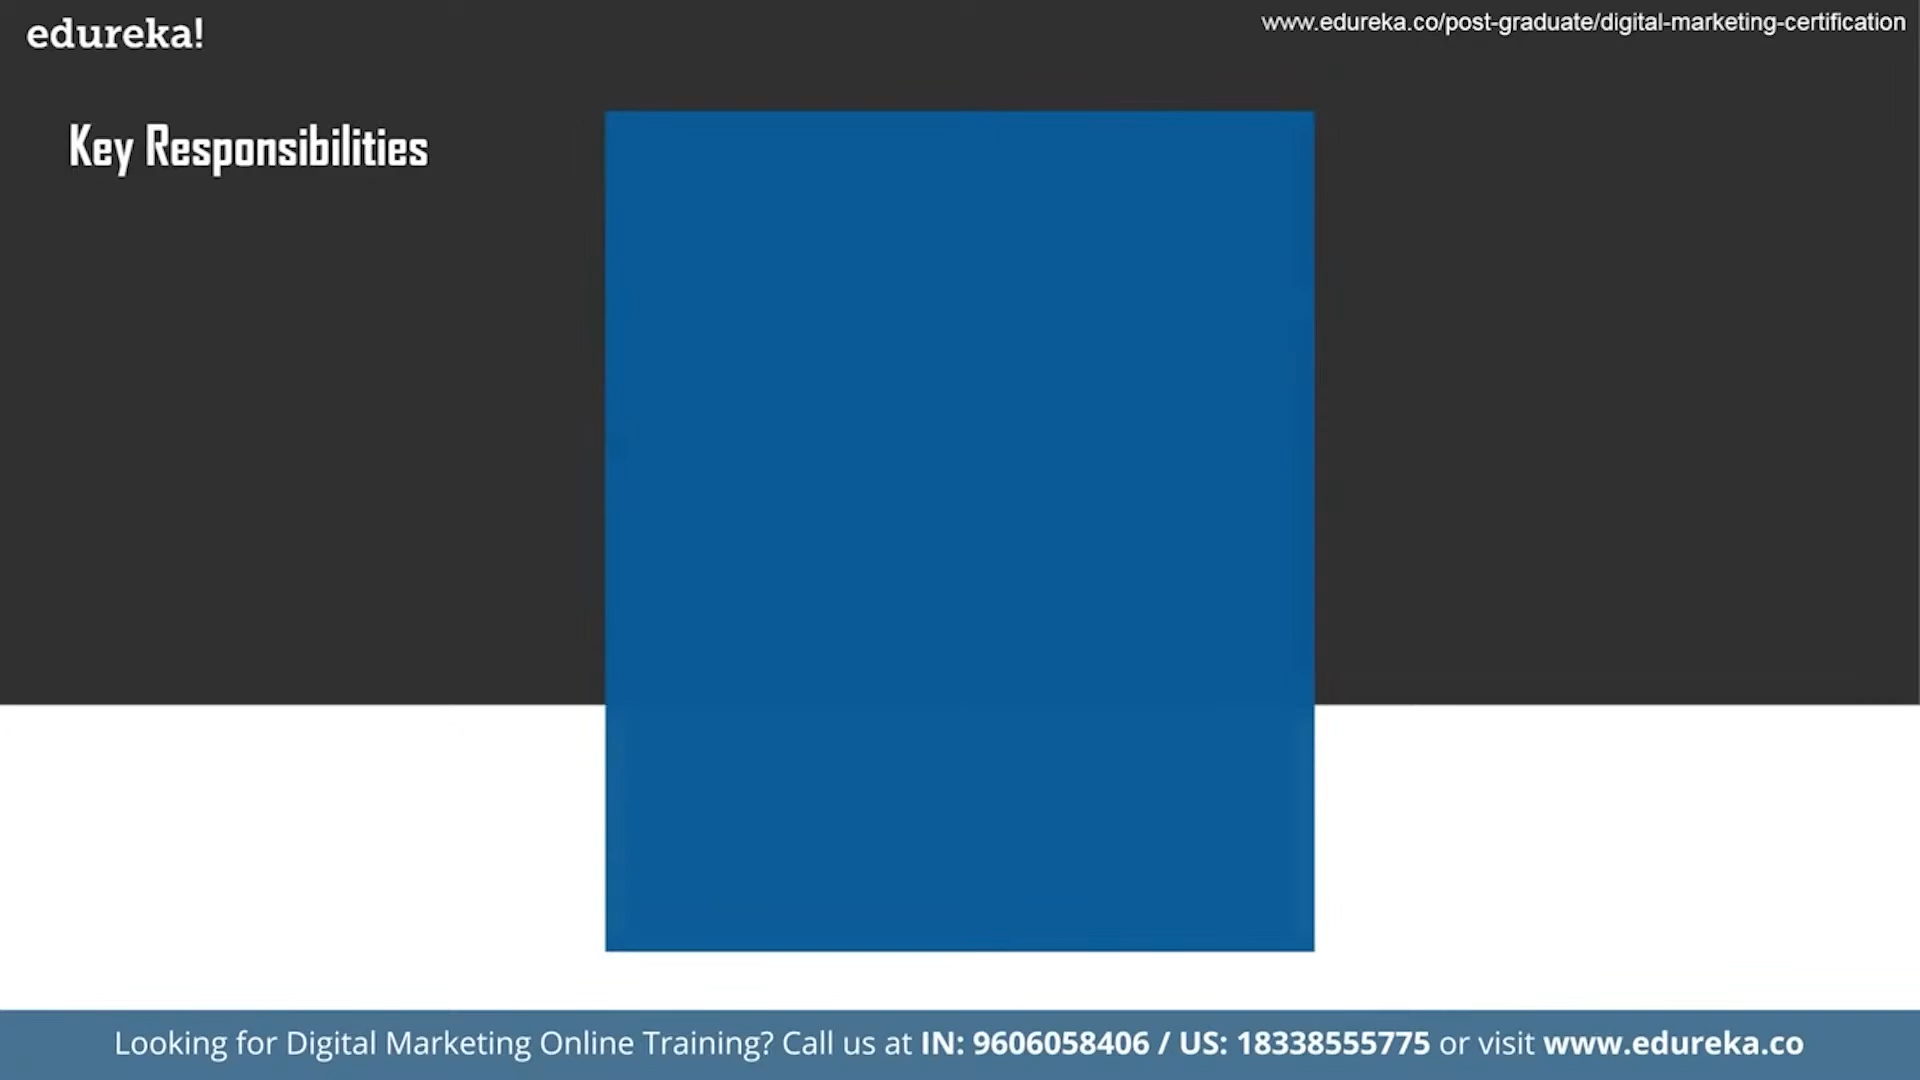 edureka!
www.edureka.co/post-graduate/digital-marketing-certification
Key Responsibilities
Looking for Digital Marketing Online Training? Call us at IN: 9606058406 / US: 18338555775 or visit www.edureka.co